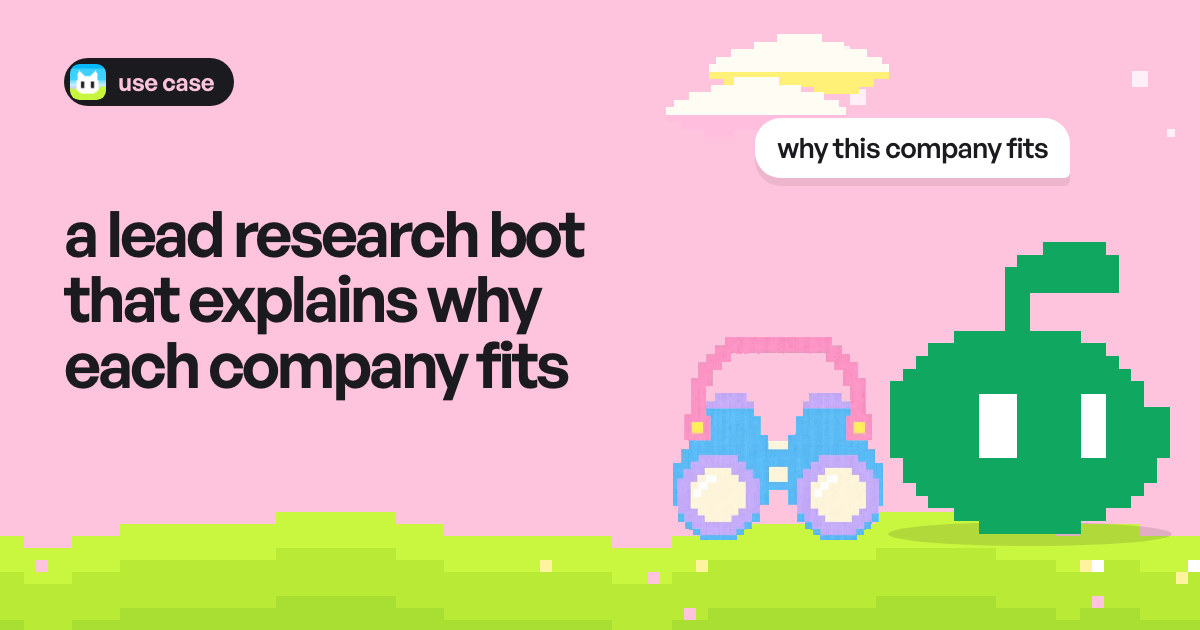 use case
why this company fits
a lead research bot
that explains why
each company fits